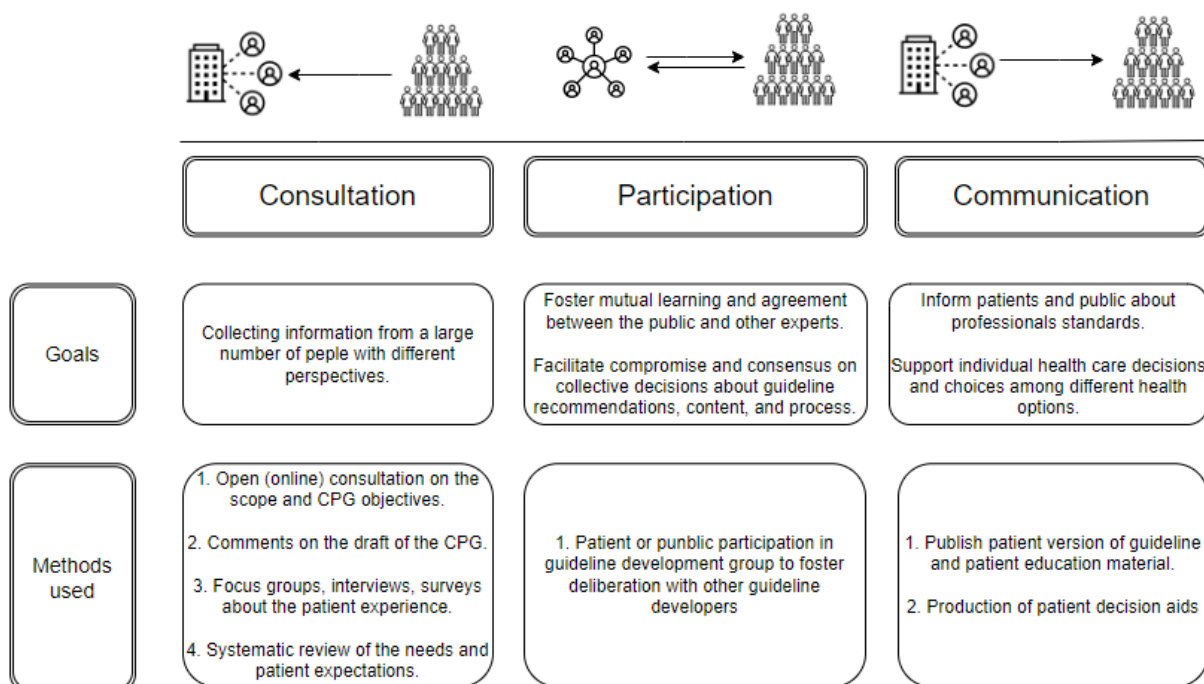 Consultation
Participation
Communication
Goals
Collecting information from a large
number of peple with different
perspectives.
Foster mutual learning and agreement
between the public and other experts.
Facilitate compromise and consensus on
collective decisions about guideline
recommendations, content, and process.
Inform patients and public about
professionals standards.
Support individual health care decisions
and choices among different health
options.
Methods
used
1. Open (online) consultation on the
scope and CPG objectives.
2. Comments on the draft of the CPG.
3. Focus groups, interviews, surveys
about the patient experience.
4. Systematic review of the needs and
patient expectations.
1. Patient or punblic participation in
guideline development group to foster
deliberation with other guideline
developers
1. Publish patient version of guideline
and patient education material.
2. Production of patient decision aids